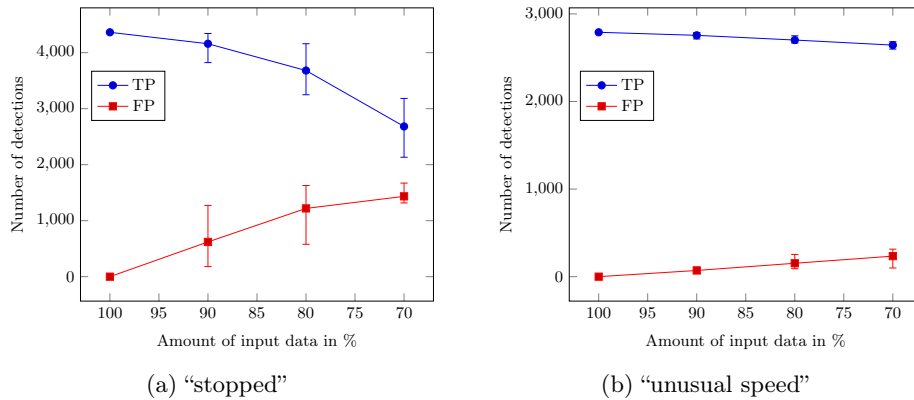 4,000
3,000
2,000
1,000
0
Number of detections
TP
FP
100 95 90 85 80 75 70
Amount of input data in %
(a) “stopped”
3,000
2,000
1,000
0
Number of detections
TP
FP
100 95 90 85 80 75 70
Amount of input data in %
(b) “unusual speed”